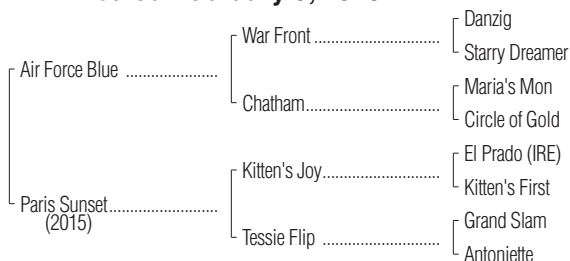 Danzig
War Front
Starry Dreamer
Air Force Blue
Maria's Mon
Chatham
Circle of Gold
El Prado (IRE)
Kitten's Joy
Kitten's First
Paris Sunset
(2015)
Grand Slam
Tessie Flip
Antoniette